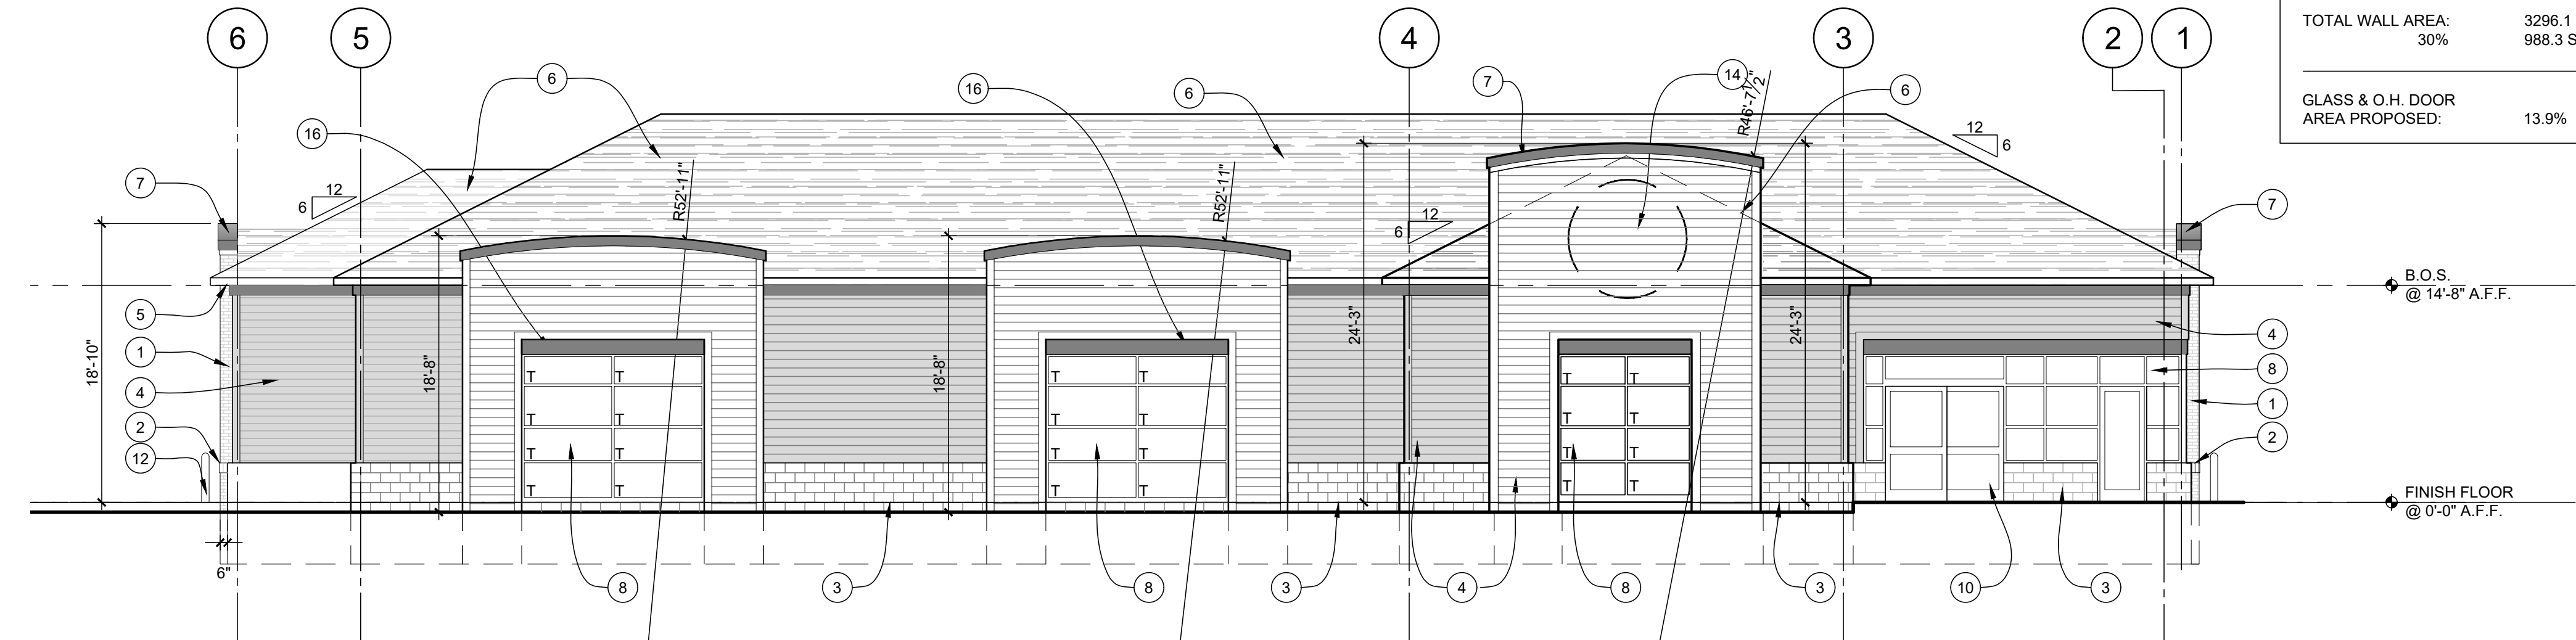 TOTAL WALL AREA: 3296.1
30% 988.3 S
GLASS & O.H. DOOR
AREA PROPOSED: 13.9%
6
5
4
3
2
1
6
16
16
6
7
14
6
R46'-7 1/2"
12
6
7
12
6
R52'-11"
R52'-11"
12
6
7
B.O.S.
@ 14'-8" A.F.F.
5
1
4
2
12
18'-10"
18'-8"
18'-8"
24'-3"
24'-3"
4
8
1
2
T T
T T
T T
T T
T T
T T
T T
T T
T T
T T
T T
T T
FINISH FLOOR
@ 0'-0" A.F.F.
6"
8
3
8
3
4
8
3
10
3